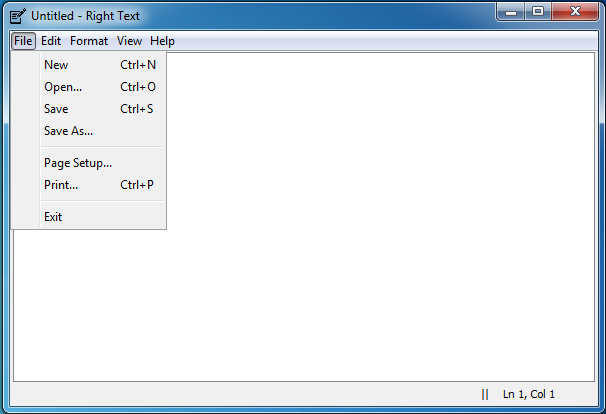 Untitled - Right Text
File Edit Format View Help
New Ctrl+N
Open... Ctrl+O
Save Ctrl+S
Save As...
Page Setup...
Print... Ctrl+P
Exit
Ln 1, Col 1